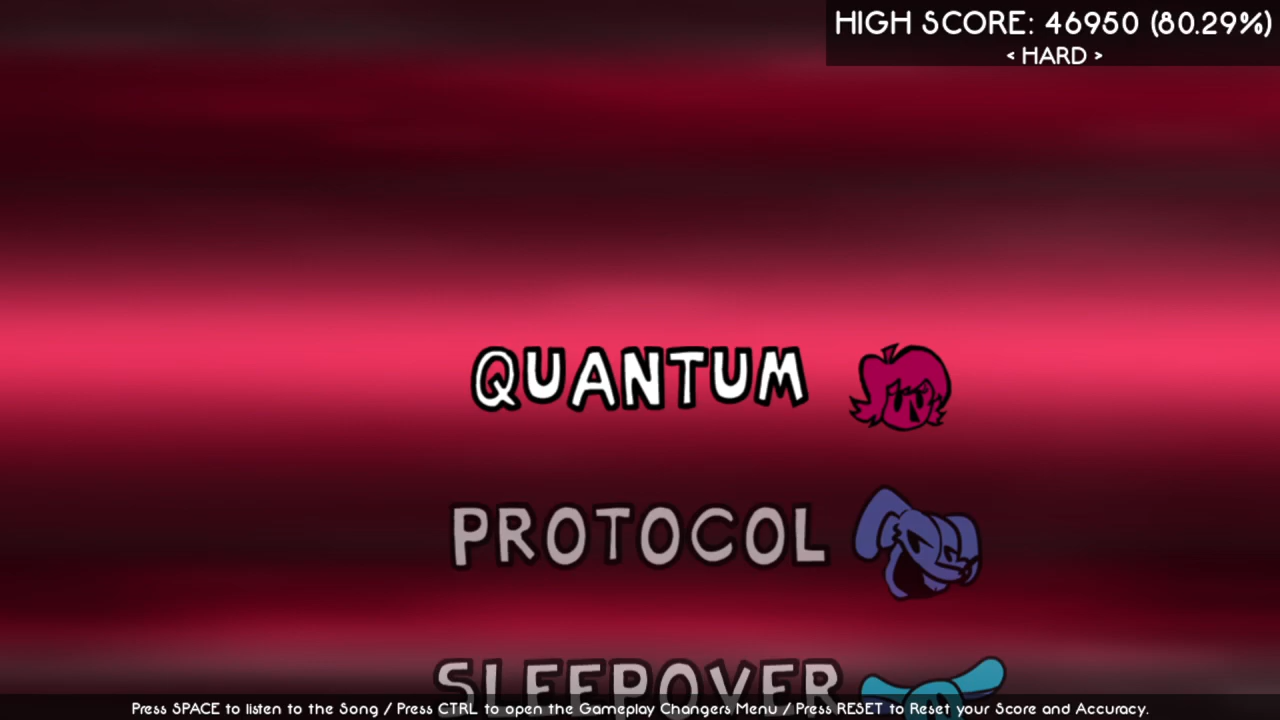 HIGH SCORE: 46950 (80.29%)
< HARD >
QUANTUM
PROTOCOL
SLEEPOVER
Press SPACE to listen to the Song / Press CTRL to open the Gameplay Changers Menu / Press RESET to Reset your Score and Accuracy.